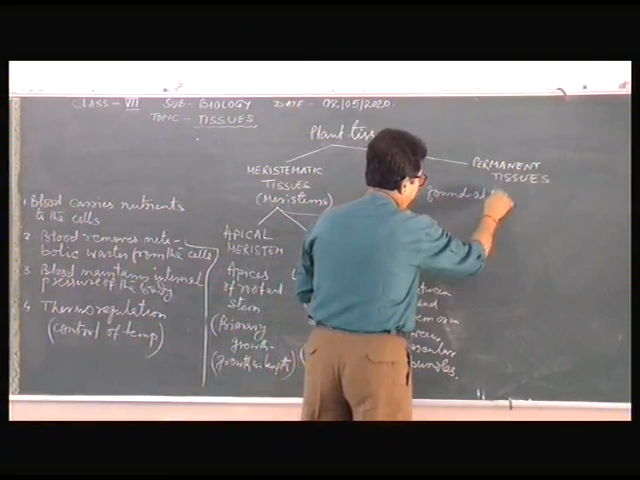 CLASS - VII SUB - BIOLOGY DATE - 02/05/2020.
TOPIC - TISSUES
Plant tiss
MERISTEMATIC
TISSUES
(Meristems)
PERMANENT
TISSUES
found at
APICAL
MERISTEM
Apices
of root and
stem
(Primary
growth -
growth in length)
1 Blood carries nutrients
to the cells
2 Blood removes meta-
bolic wastes from the cells
3 Blood maintains internal
pressure of the body
4 Thermoregulation
(control of temp)